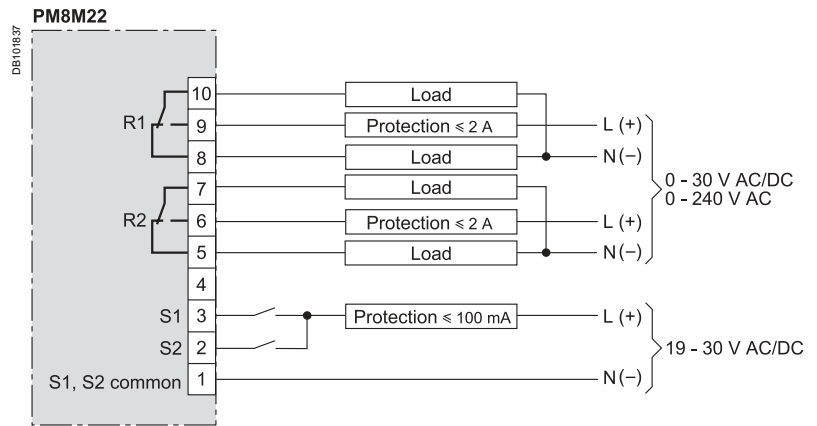 PM8M22
DB101837
10 Load
R1 9 Protection ⩽ 2 A L (+)
8 Load N (−)
0 - 30 V AC/DC
0 - 240 V AC
7 Load
R2 6 Protection ⩽ 2 A L (+)
5 Load N (−)
4
S1 3 Protection ⩽ 100 mA L (+)
S2 2 19 - 30 V AC/DC
S1, S2 common 1 N (−)